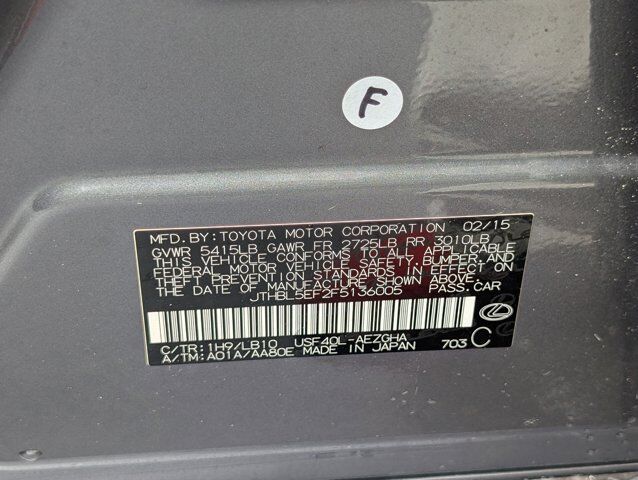 F
MFD.BY:TOYOTA MOTOR CORPORATION 02/15
GVWR 5415LB GAWR FR 2725LB RR 3010LB
THIS VEHICLE CONFORMS TO ALL APPLICABLE
FEDERAL MOTOR VEHICLE SAFETY, BUMPER, AND
THEFT PREVENTION STANDARDS IN EFFECT ON
THE DATE OF MANUFACTURE SHOWN ABOVE.
JTHBL5EF2F5136005 PASS.CAR
C/TR:1H9/LB10 USF40L-AEZGHA
A/TM:A01A/AA80E MADE IN JAPAN 703 C